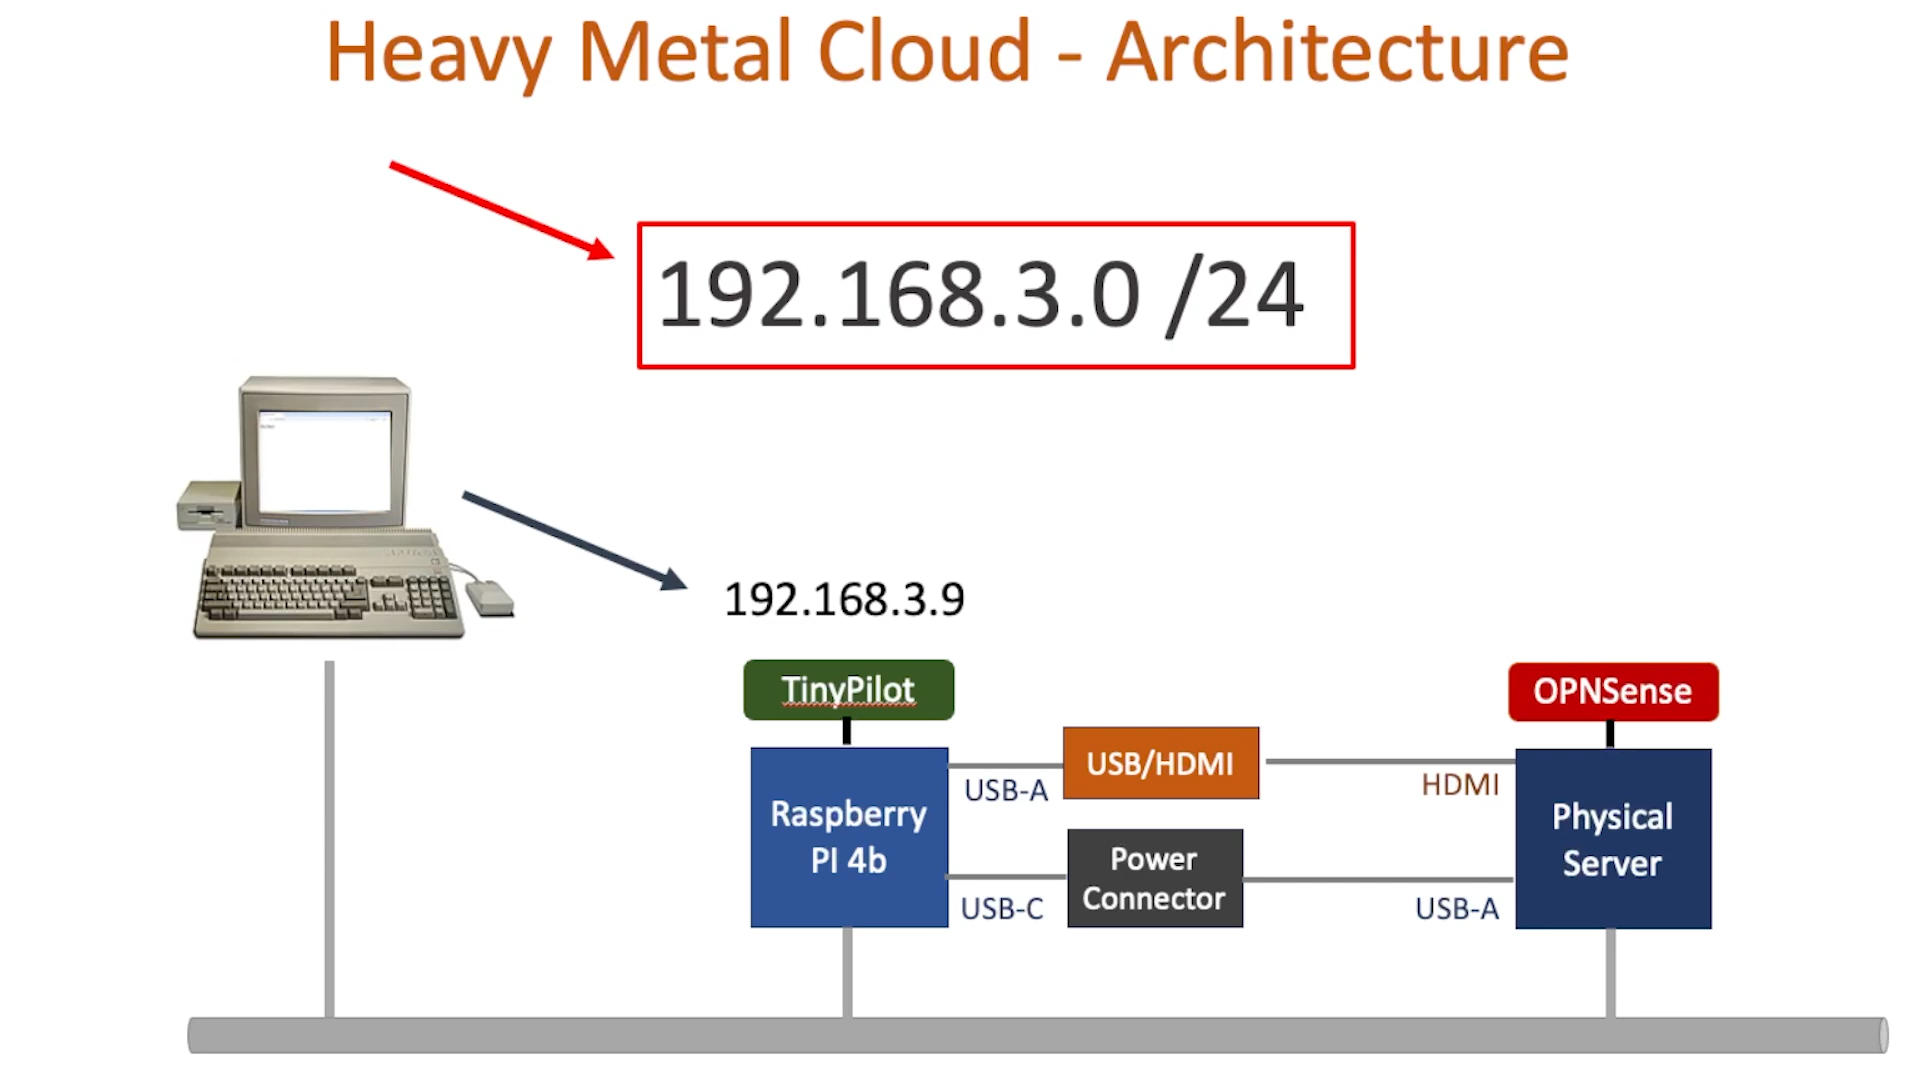 Heavy Metal Cloud - Architecture
192.168.3.0 /24
192.168.3.9
TinyPilot
OPNSense
Raspberry
PI 4b
USB-A
USB/HDMI
HDMI
Physical
Server
USB-C
Power
Connector
USB-A